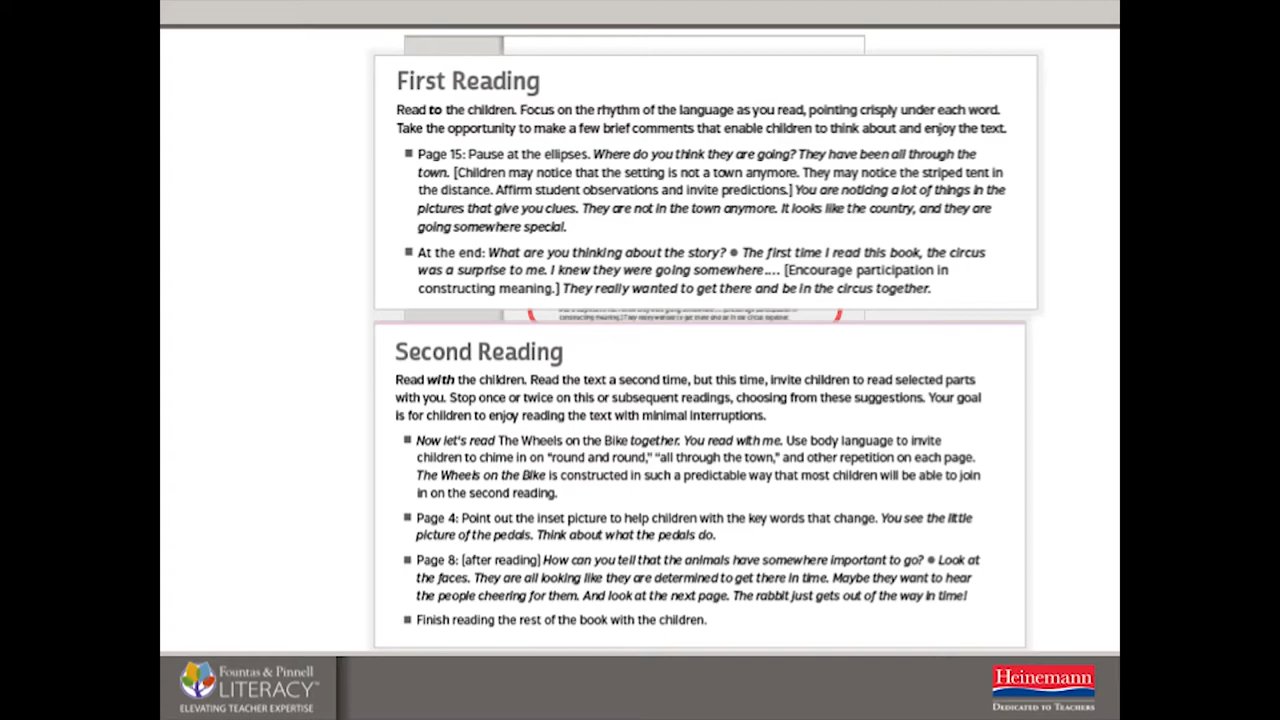 First Reading
Read to the children. Focus on the rhythm of the language as you read, pointing crisply under each word.
Take the opportunity to make a few brief comments that enable children to think about and enjoy the text.
■ Page 15: Pause at the ellipses. Where do you think they are going? They have been all through the
town. [Children may notice that the setting is not a town anymore. They may notice the striped tent in
the distance. Affirm student observations and invite predictions.] You are noticing a lot of things in the
pictures that give you clues. They are not in the town anymore. It looks like the country, and they are
going somewhere special.
■ At the end: What are you thinking about the story? ● The first time I read this book, the circus
was a surprise to me. I knew they were going somewhere.... [Encourage participation in
constructing meaning.] They really wanted to get there and be in the circus together.
constructing meaning.] They really wanted to get there and be in the circus together.
Second Reading
Read with the children. Read the text a second time, but this time, invite children to read selected parts
with you. Stop once or twice on this or subsequent readings, choosing from these suggestions. Your goal
is for children to enjoy reading the text with minimal interruptions.
■ Now let's read The Wheels on the Bike together. You read with me. Use body language to invite
children to chime in on "round and round," "all through the town," and other repetition on each page.
The Wheels on the Bike is constructed in such a predictable way that most children will be able to join
in on the second reading.
■ Page 4: Point out the inset picture to help children with the key words that change. You see the little
picture of the pedals. Think about what the pedals do.
■ Page 8: [after reading] How can you tell that the animals have somewhere important to go? ● Look at
the faces. They are all looking like they are determined to get there in time. Maybe they want to hear
the people cheering for them. And look at the next page. The rabbit just gets out of the way in time!
■ Finish reading the rest of the book with the children.
Fountas & Pinnell
LITERACY™
ELEVATING TEACHER EXPERTISE
Heinemann
DEDICATED TO TEACHERS